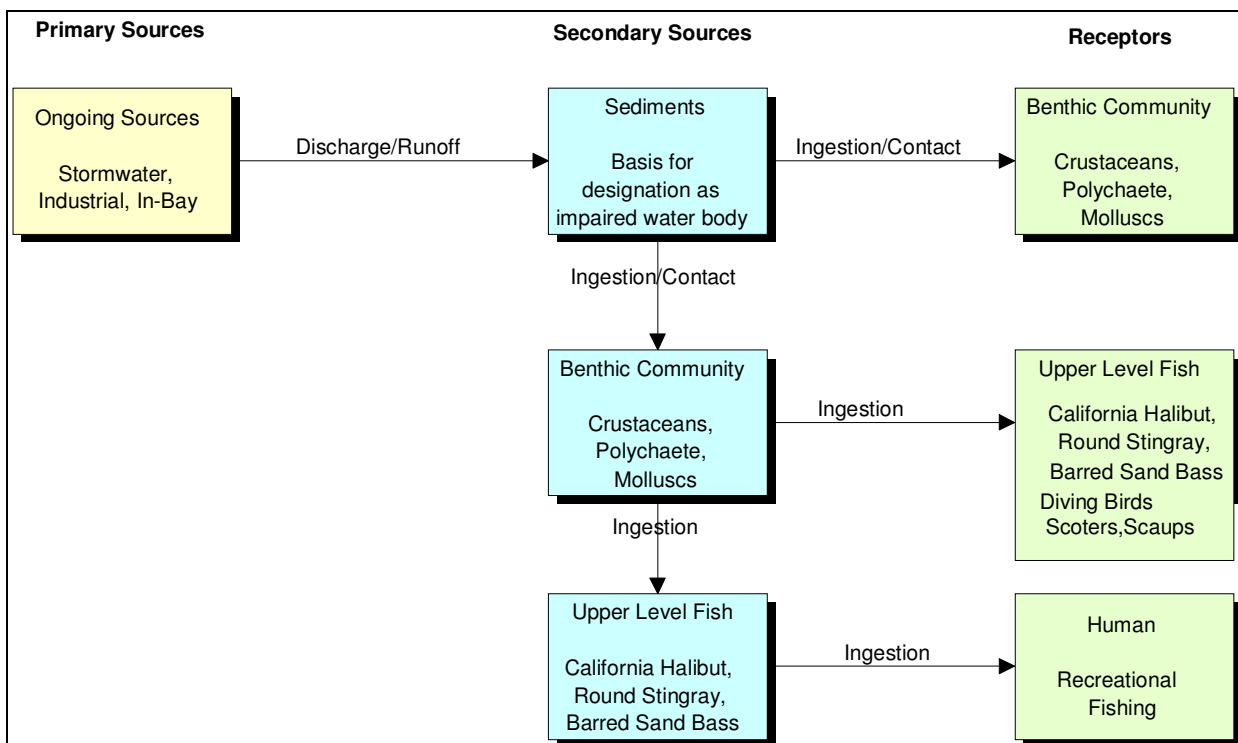 Primary Sources
Secondary Sources
Receptors
Ongoing Sources
Stormwater,
Industrial, In-Bay
Discharge/Runoff
Sediments
Basis for
designation as
impaired water body
Ingestion/Contact
Benthic Community
Crustaceans,
Polychaete,
Molluscs
Ingestion/Contact
Benthic Community
Crustaceans,
Polychaete,
Molluscs
Ingestion
Upper Level Fish
California Halibut,
Round Stingray,
Barred Sand Bass
Diving Birds
Scoters,Scaups
Ingestion
Upper Level Fish
California Halibut,
Round Stingray,
Barred Sand Bass
Ingestion
Human
Recreational
Fishing